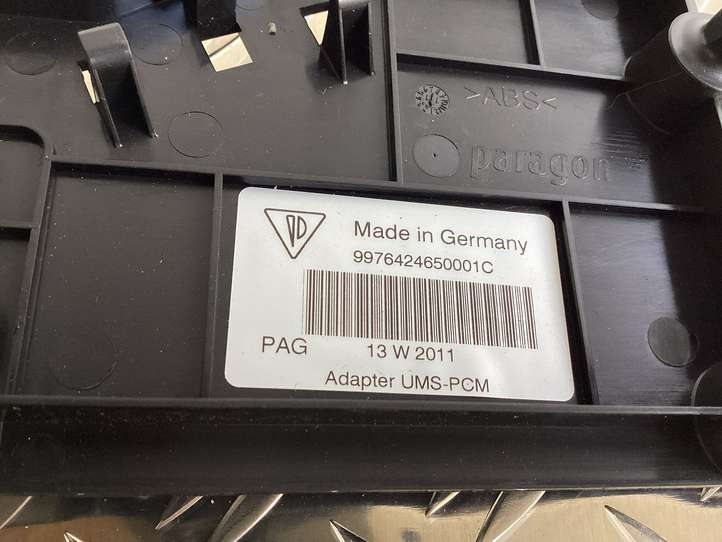 >ABS<
paragon
Made in Germany
9976424650001C
PAG
13 W 2011
Adapter UMS-PCM